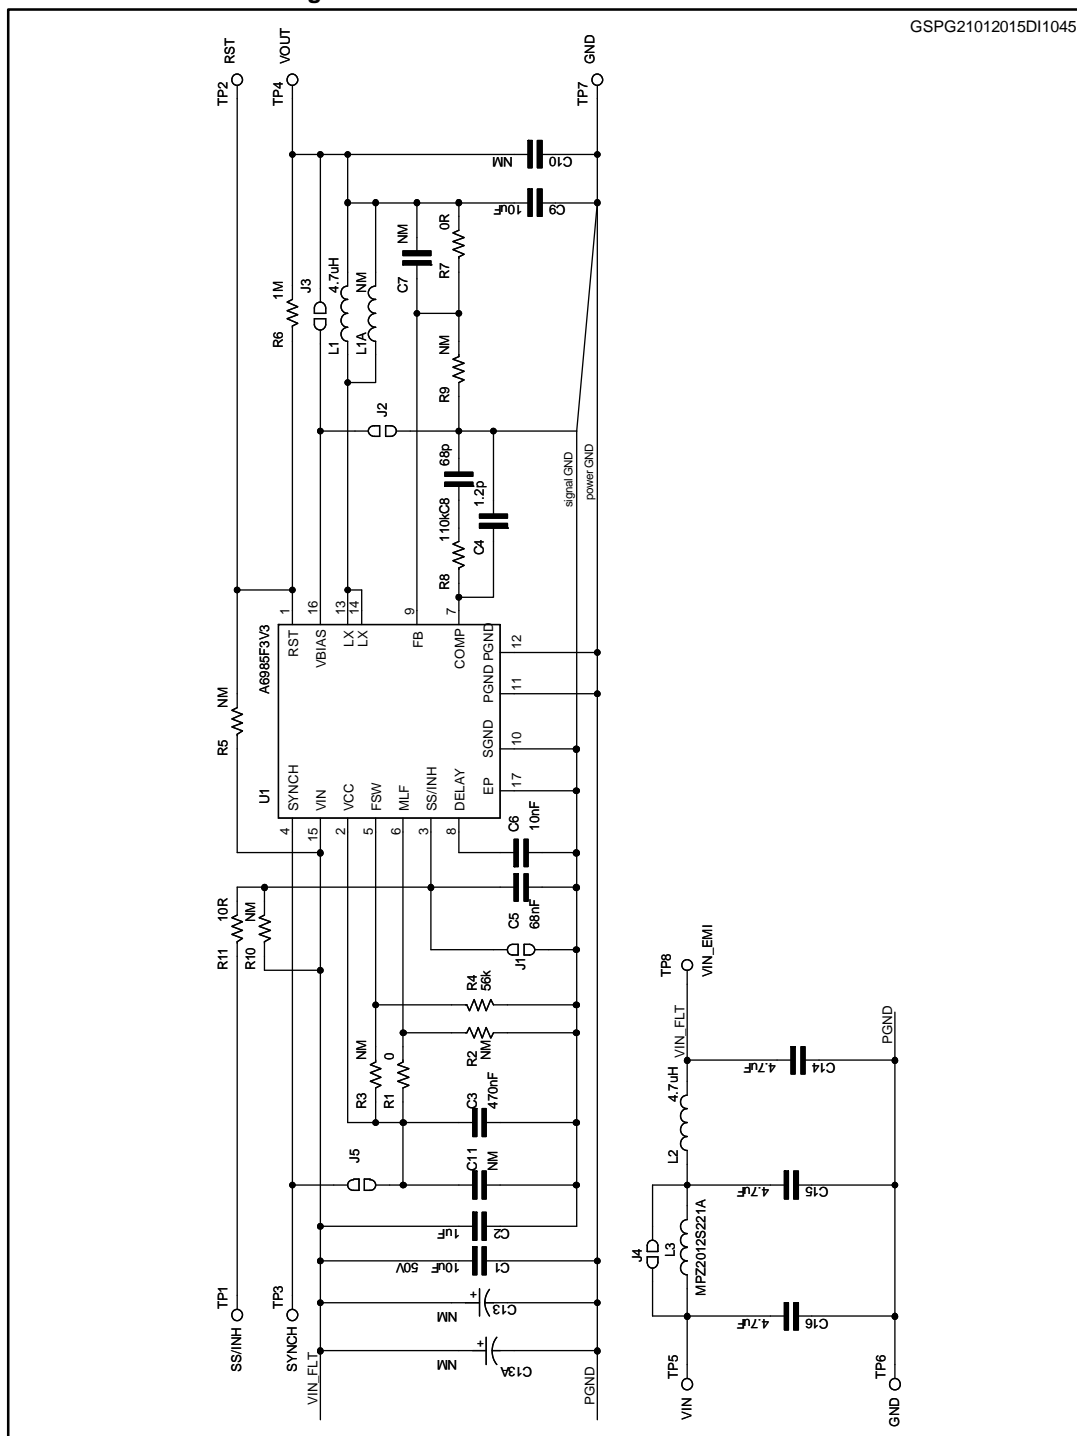 GSPG21012015DI1045
RST
TP2
VOUT
TP4
GND
TP7
NM
C10
10uF
C9
1M
R6
J3
4.7uH
L1
NM
L1A
NM
C7
0R
R7
NM
R9
J2
68p
C8
110k
R8
1.2p
C4
signal GND
power GND
A6985F3V3
U1
1
RST
16
VBIAS
13
LX
14
LX
9
FB
7
COMP
12
PGND
11
PGND
10
SGND
17
EP
4
SYNCH
15
VIN
2
VCC
5
FSW
6
MLF
3
SS/INH
8
DELAY
NM
R5
C6
10nF
C5
68nF
10R
R11
NM
R10
J1
R4
56k
R2
NM
NM
R3
0
R1
C3
470nF
J5
C11
NM
1uF
C2
10uF
50V
C1
+
NM
C13
+
NM
C13A
TP1
SS/INH
TP3
SYNCH
VIN_FLT
PGND
TP8
VIN_EMI
VIN_FLT
4.7uH
L2
J4
L3
MPZ2012S221A
4.7uF
C14
4.7uF
C15
4.7uF
C16
PGND
TP5
VIN
TP6
GND